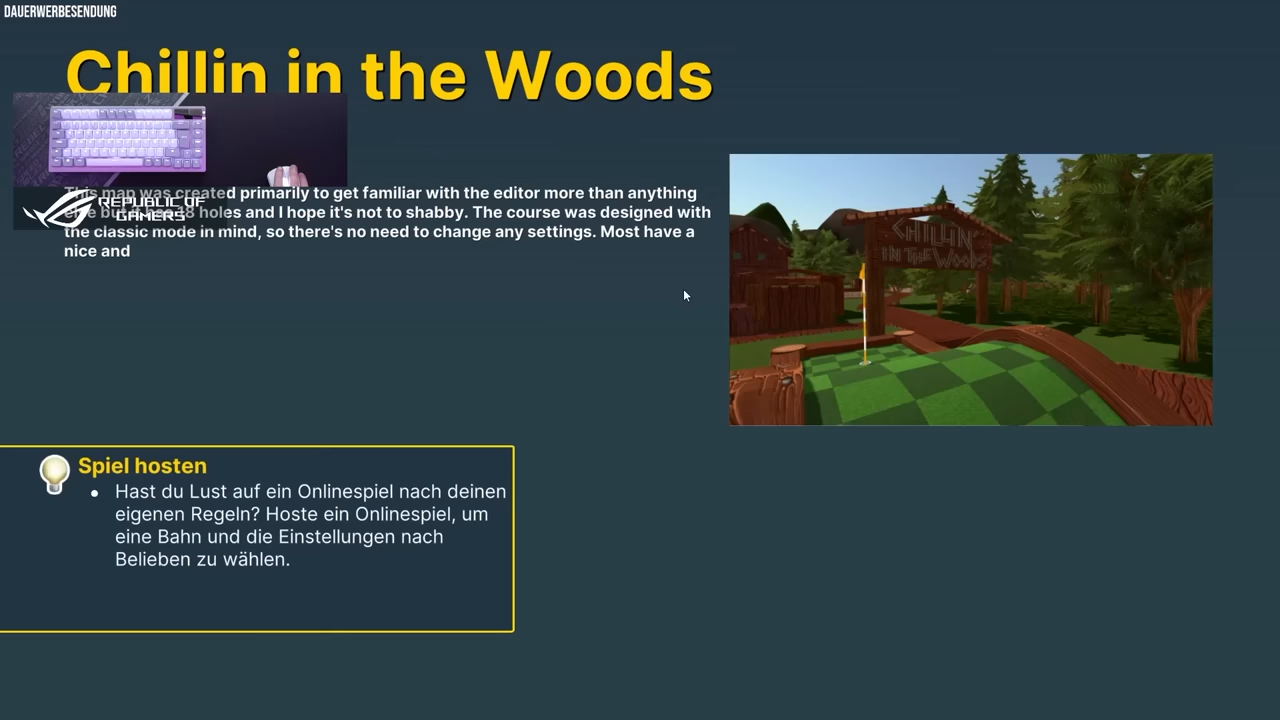 DAUERWERBESENDUNG
Chillin in the Woods
This map was created primarily to get familiar with the editor more than anything
else but it has 18 holes and I hope it's not to shabby. The course was designed with
the classic mode in mind, so there's no need to change any settings. Most have a
nice and
REPUBLIC OF
GAMERS
CHILLIN'
IN THE WOODS
Spiel hosten
Hast du Lust auf ein Onlinespiel nach deinen
eigenen Regeln? Hoste ein Onlinespiel, um
eine Bahn und die Einstellungen nach
Belieben zu wählen.